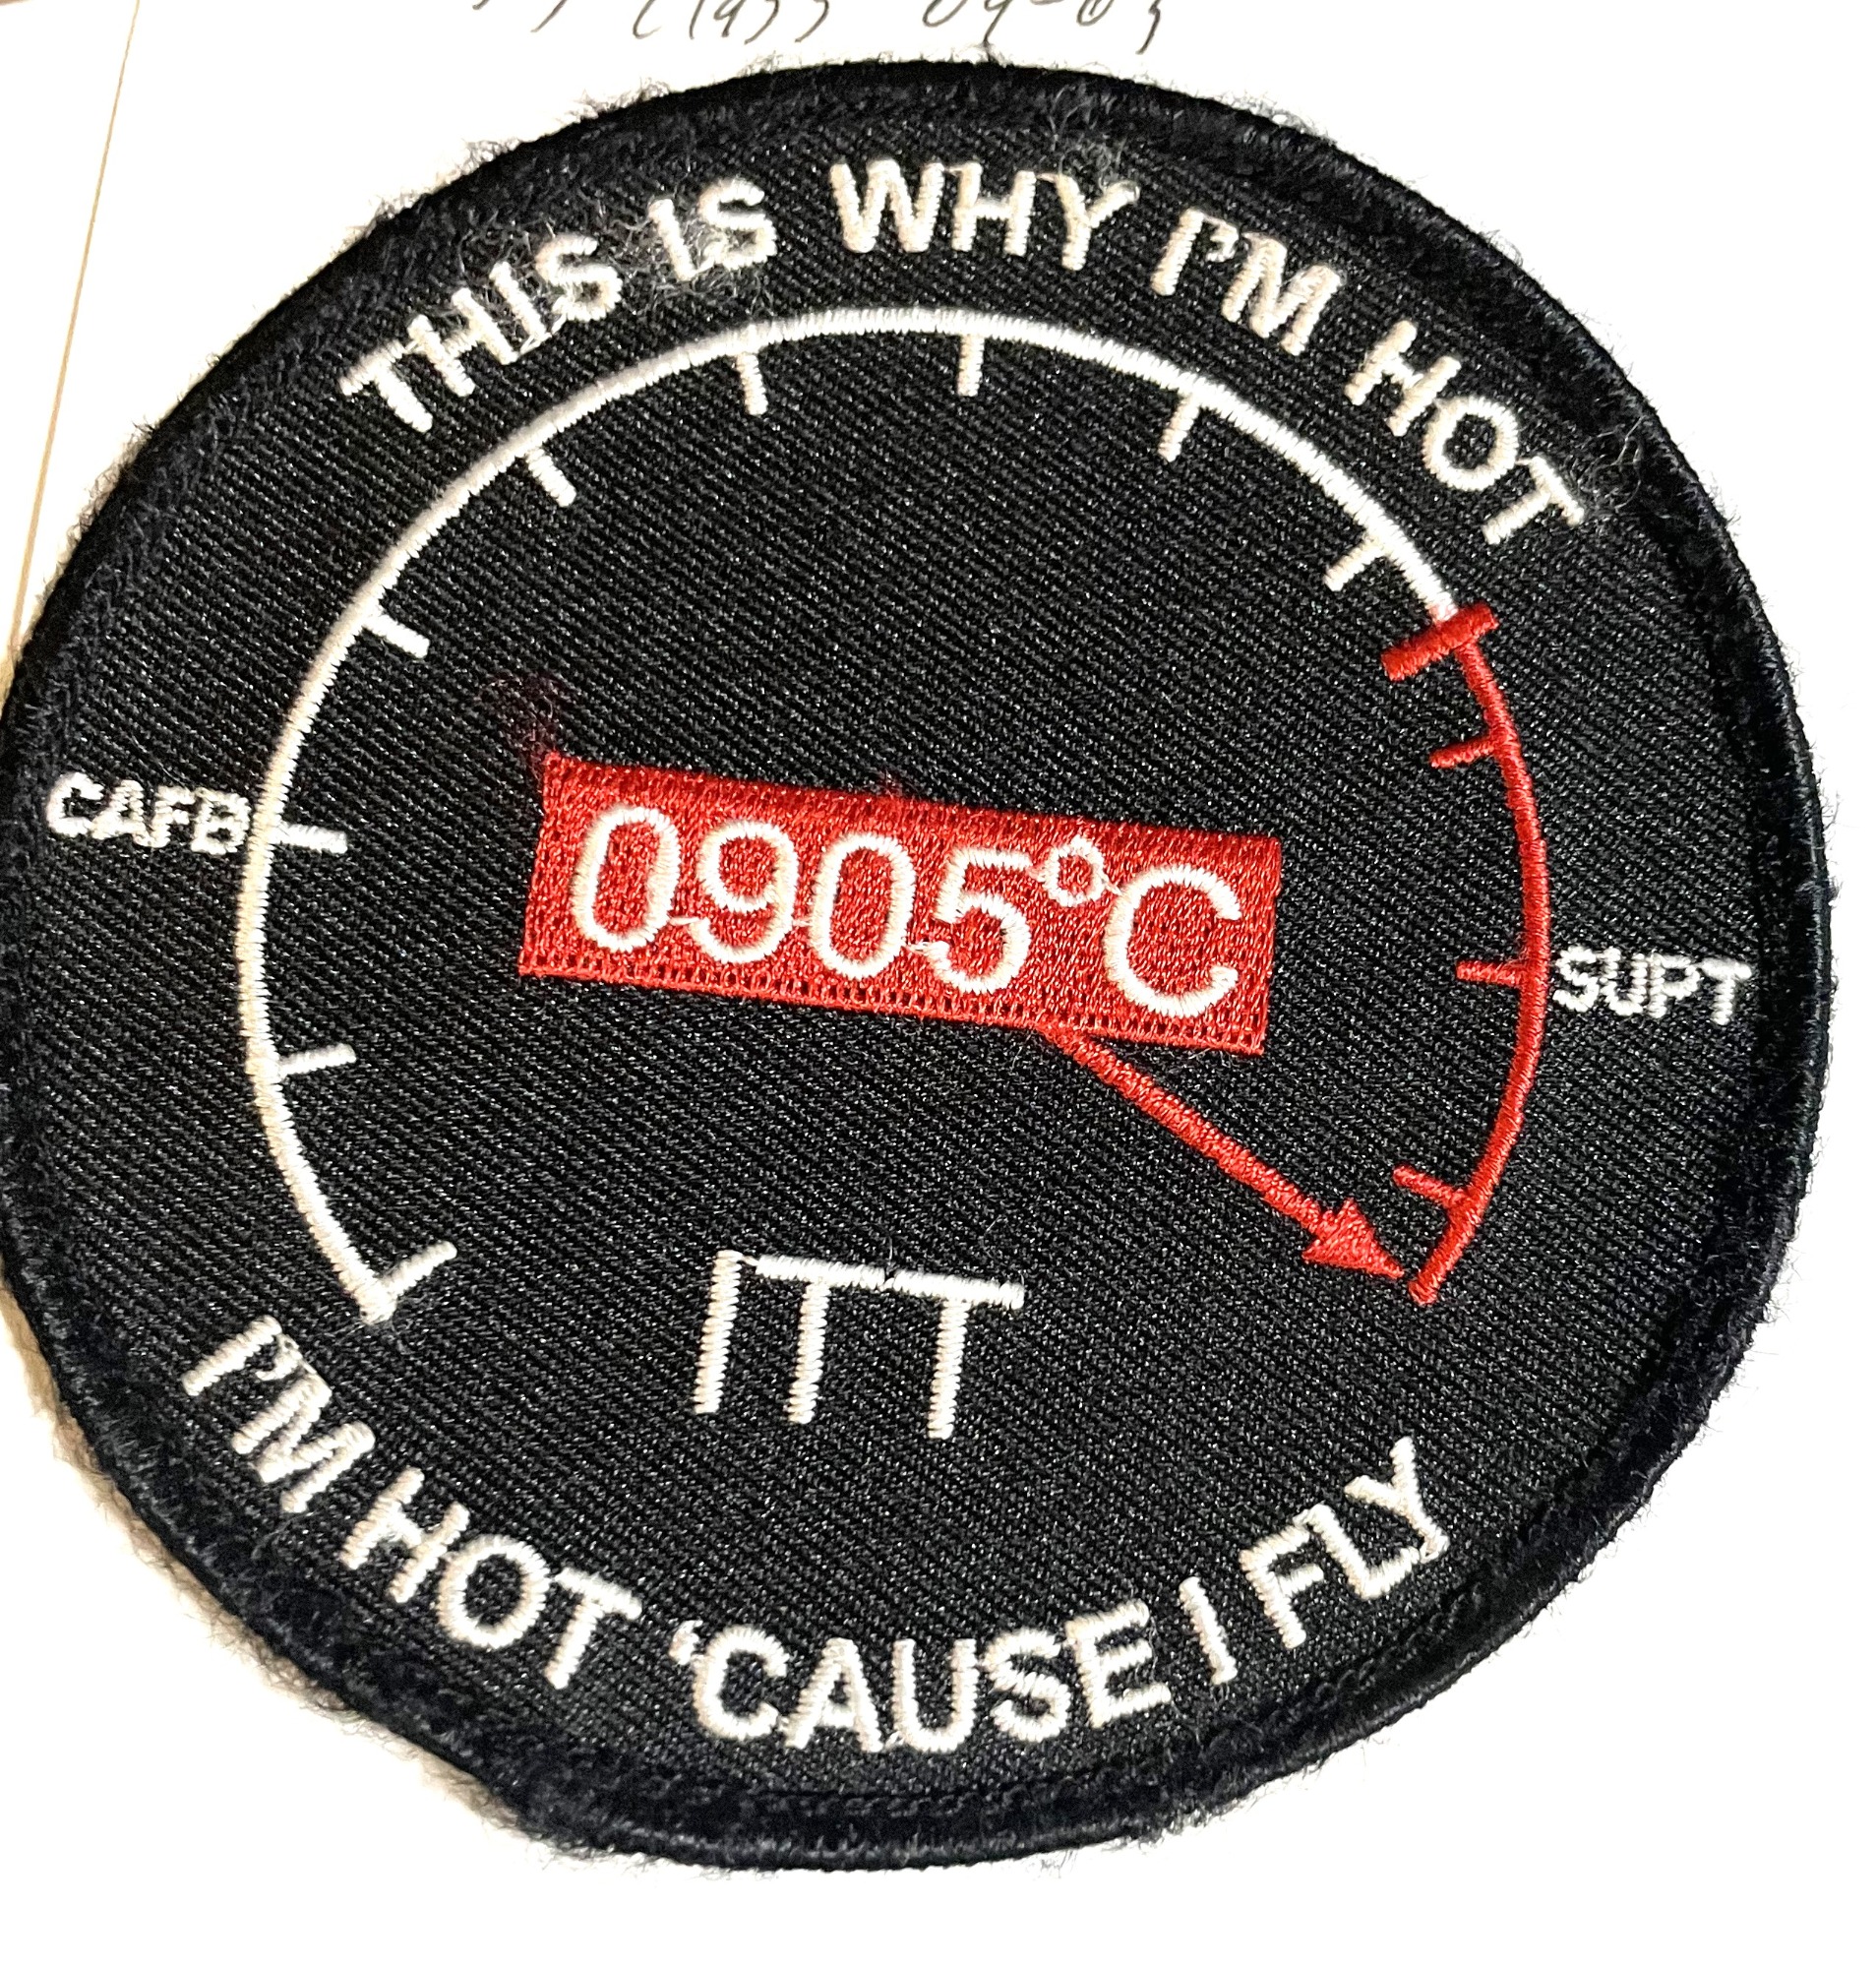 THIS IS WHY I'M HOT
CAFB
0905°C
SUPT
ITT
I'M HOT ‘CAUSE I FLY